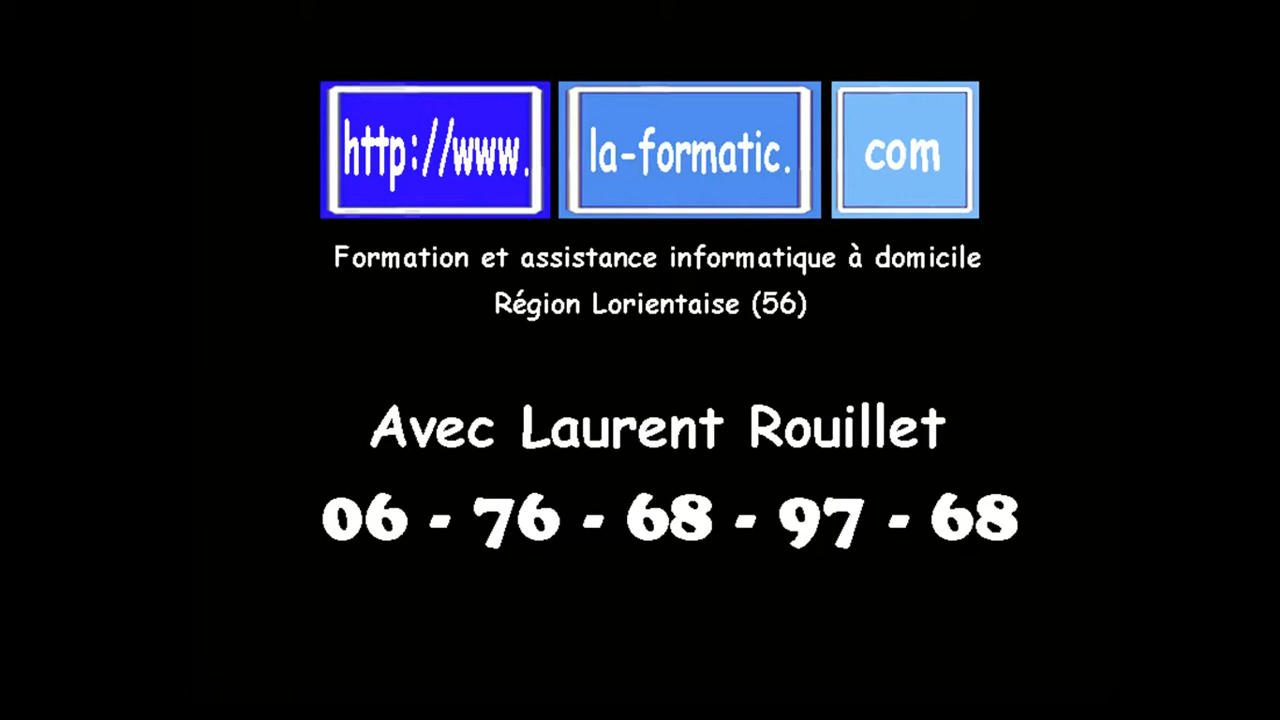 http://www. la-formatic. com
Formation et assistance informatique à domicile
Région Lorientaise (56)
Avec Laurent Rouillet
06 - 76 - 68 - 97 - 68